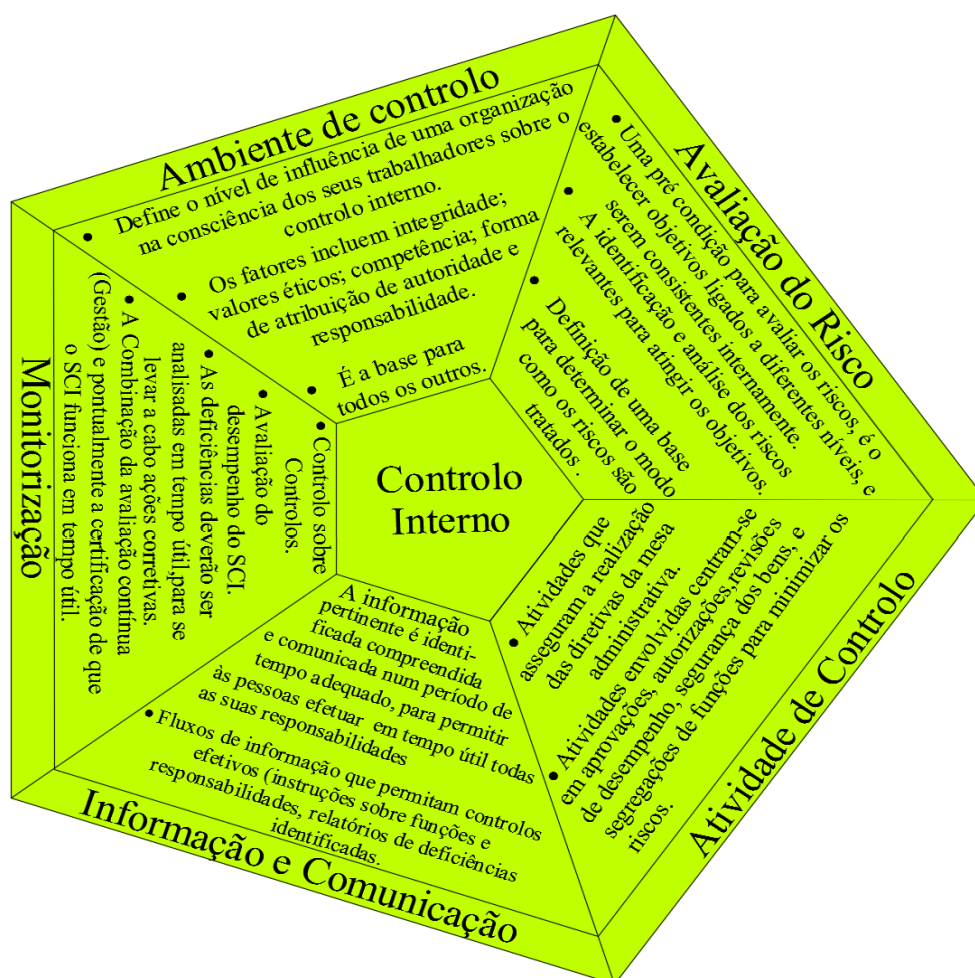 Ambiente de controlo
• Define o nível de influência de uma organização
na consciência dos seus trabalhadores sobre o
controlo interno.
• Os fatores incluem integridade;
valores éticos; competência; forma
de atribuição de autoridade e
responsabilidade.
• É a base para
todos os outros.
Avaliação do Risco
• Uma pré condição para avaliar os riscos, é o
estabelecer objetivos ligados a diferentes níveis, e
serem consistentes internamente.
• A identificação e análise dos riscos
relevantes para atingir os objetivos.
• Definição de uma base
para determinar o modo
como os riscos são
tratados .
Atividade de Controlo
• Atividades que
asseguram a realização
das diretivas da mesa
administrativa.
• Atividades envolvidas centram-se
em aprovações, autorizações,revisões
de desempenho, segurança dos bens, e
segregações de funções para minimizar os
riscos.
Informação e Comunicação
A informação
pertinente é identi-
ficada compreendida
e comunicada num período de
tempo adequado, para permitir
às pessoas efetuar em tempo útil todas
as suas responsabilidades
• Fluxos de informação que permitam controlos
efetivos (instruções sobre funções e
responsabilidades, relatórios de deficiências
identificadas.
Monitorização
• Controlo sobre
Controlos.
• Avaliação do
desempenho do SCI.
• As deficiências deverão ser
analisadas em tempo útil,para se
levar a cabo ações corretivas.
• A Combinação da avaliação contínua
(Gestão) e pontualmente a certificação de que
o SCI funciona em tempo útil.
Controlo
Interno